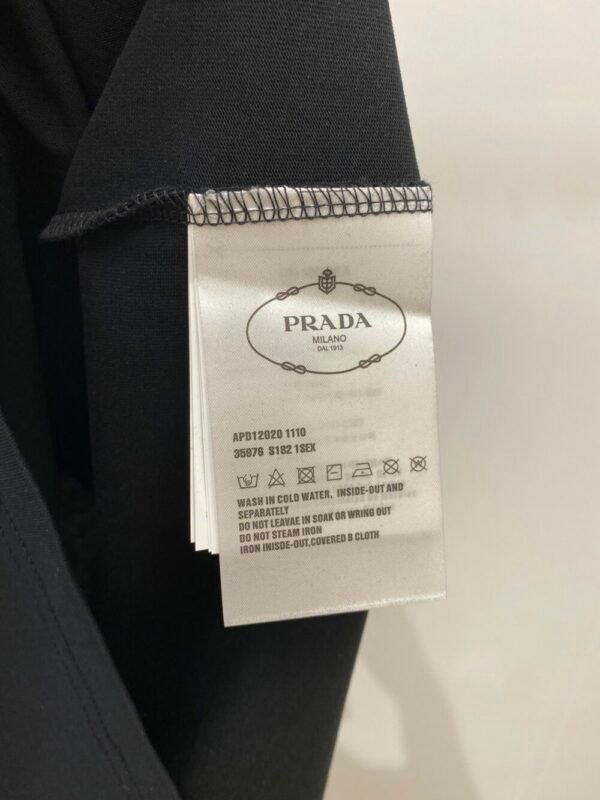 PRADA
MILANO
DAL 1913
APD12020 1110
3597G S182 1SEX
WASH IN COLD WATER, INSIDE-OUT AND
SEPARATELY
DO NOT LEAVAE IN SOAK OR WRING OUT
DO NOT STEAM IRON
IRON INISDE-OUT,COVERED B CLOTH